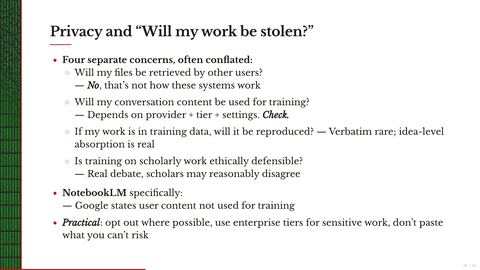 Privacy and “Will my work be stolen?”
• Four separate concerns, often conflated:
○ Will my files be retrieved by other users?
— No, that’s not how these systems work
○ Will my conversation content be used for training?
— Depends on provider + tier + settings. Check.
○ If my work is in training data, will it be reproduced? — Verbatim rare; idea-level
absorption is real
○ Is training on scholarly work ethically defensible?
— Real debate, scholars may reasonably disagree
• NotebookLM specifically:
— Google states user content not used for training
• Practical: opt out where possible, use enterprise tiers for sensitive work, don’t paste
what you can’t risk